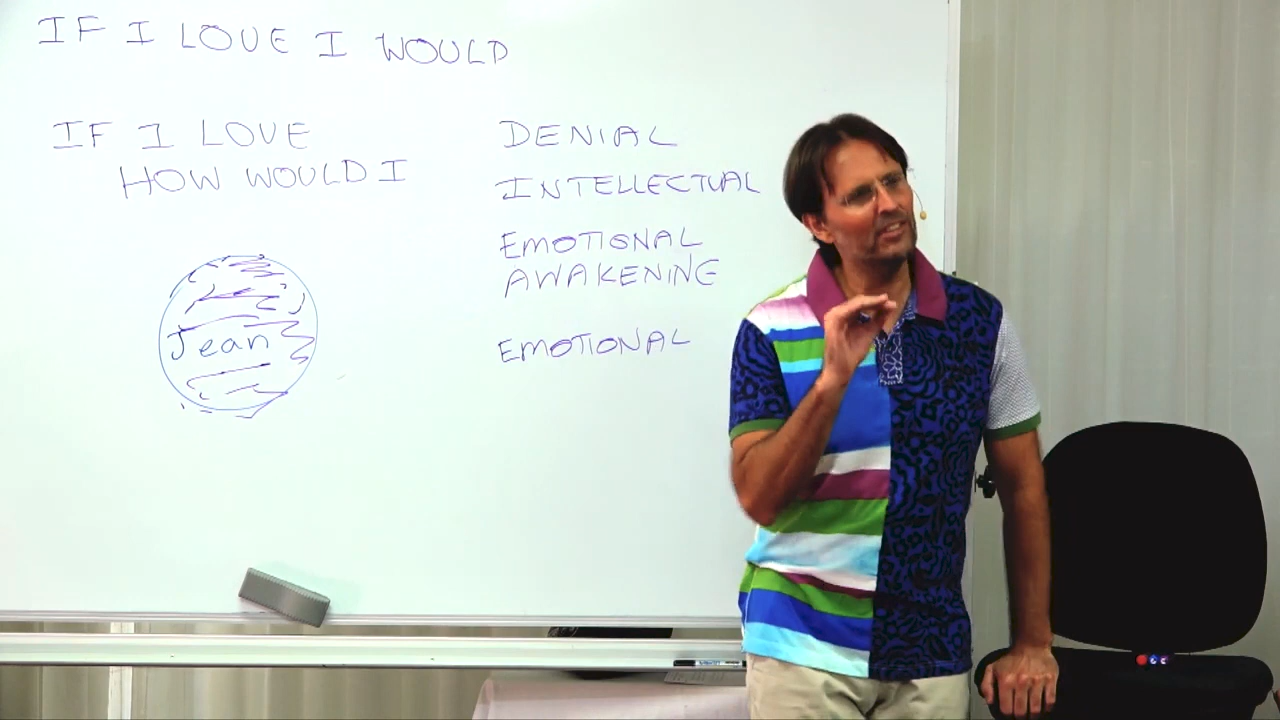 IF I LOVE I WOULD
IF I LOVE
HOW WOULD I
DENIAL
INTELLECTUAL
EMOTIONAL
AWAKENING
EMOTIONAL
Jean